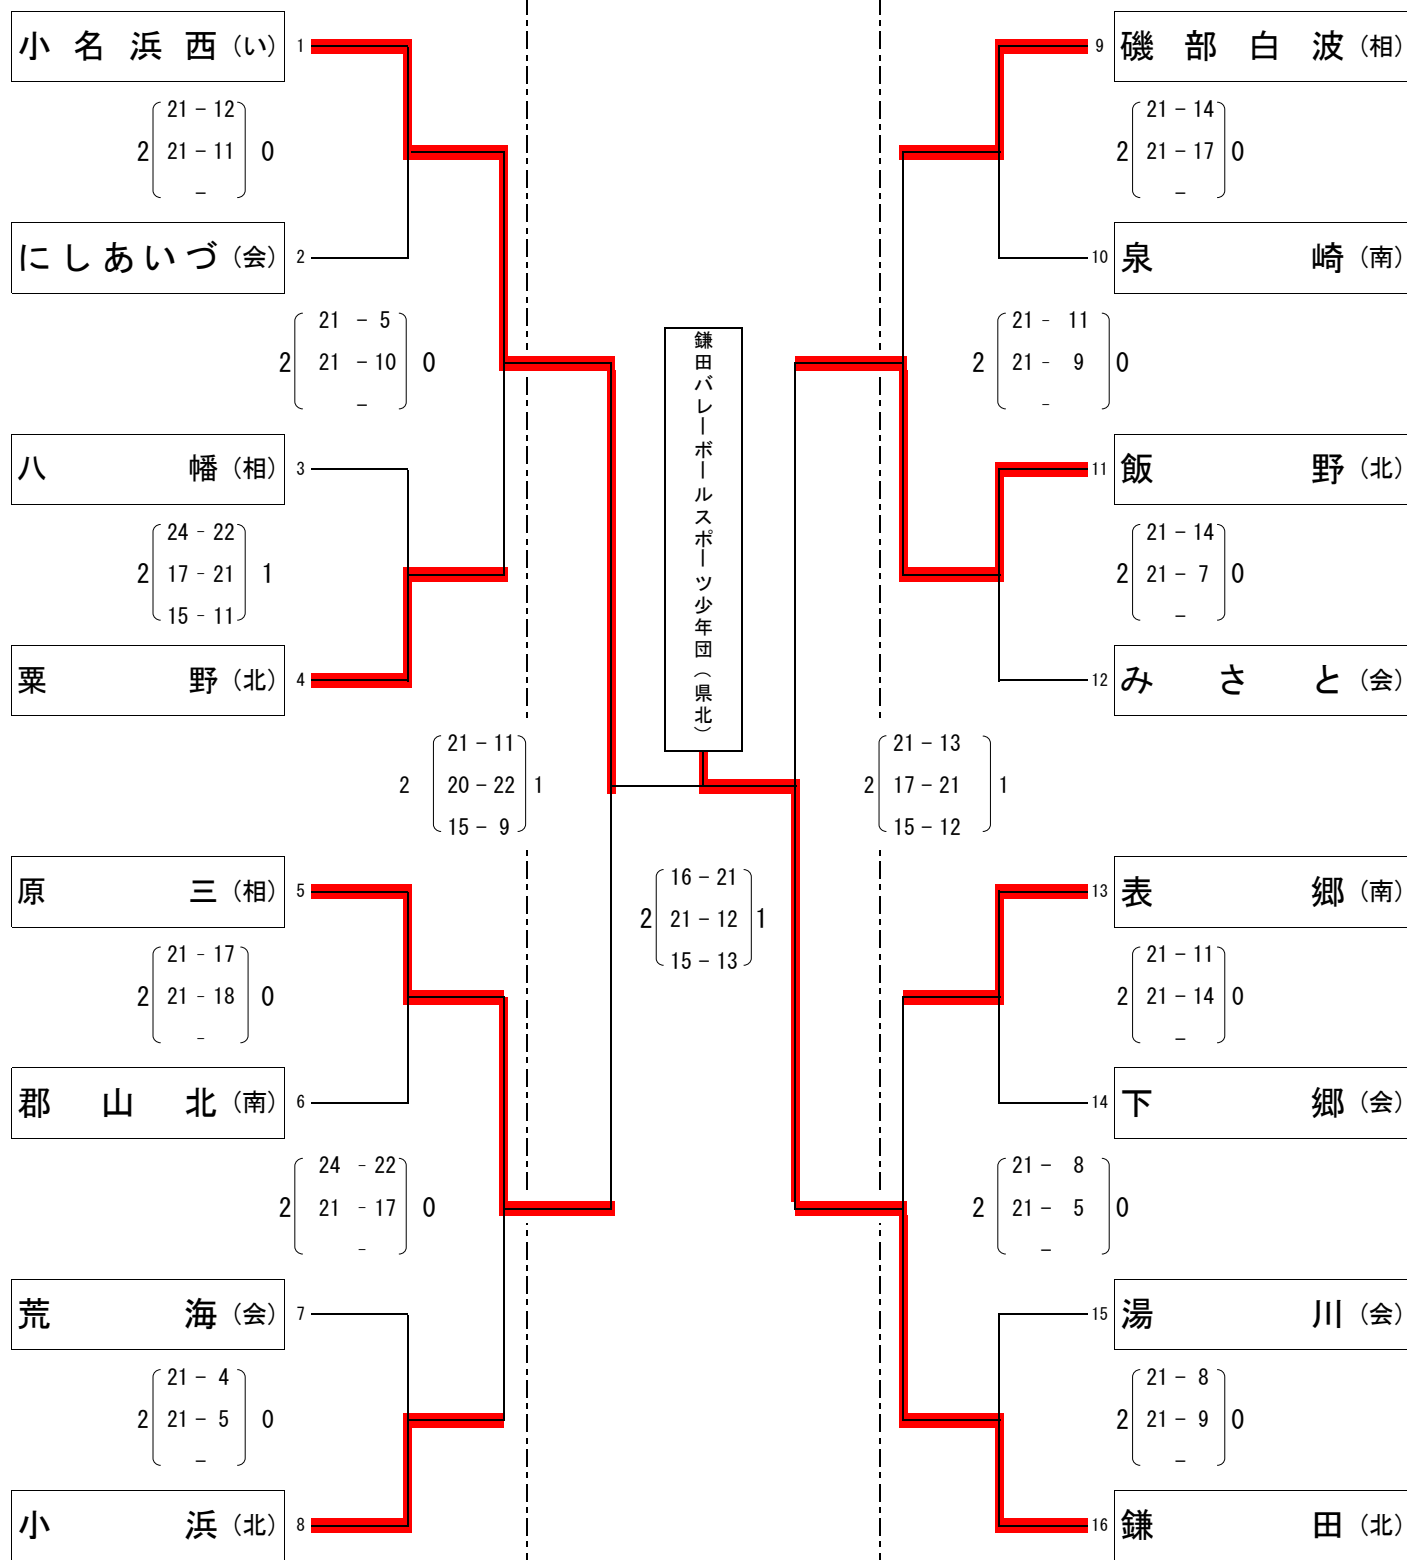 小名浜西(い) 1
21 - 12
2 21 - 11 0
-
にしあいづ(会) 2
21 - 5
2 21 - 10 0
-
八幡(相) 3
24 - 22
2 17 - 21 1
15 - 11
粟野(北) 4
21 - 11
2 20 - 22 1
15 - 9
原三(相) 5
21 - 17
2 21 - 18 0
-
郡山北(南) 6
24 - 22
2 21 - 17 0
-
荒海(会) 7
21 - 4
2 21 - 5 0
-
小浜(北) 8
鎌田バレーボールスポーツ少年団(県北)
16 - 21
2 21 - 12 1
15 - 13
9 磯部白波(相)
21 - 14
2 21 - 17 0
-
10 泉崎(南)
21 - 11
2 21 - 9 0
-
11 飯野(北)
21 - 14
2 21 - 7 0
-
12 みさと(会)
21 - 13
2 17 - 21 1
15 - 12
13 表郷(南)
21 - 11
2 21 - 14 0
-
14 下郷(会)
21 - 8
2 21 - 5 0
-
15 湯川(会)
21 - 8
2 21 - 9 0
-
16 鎌田(北)